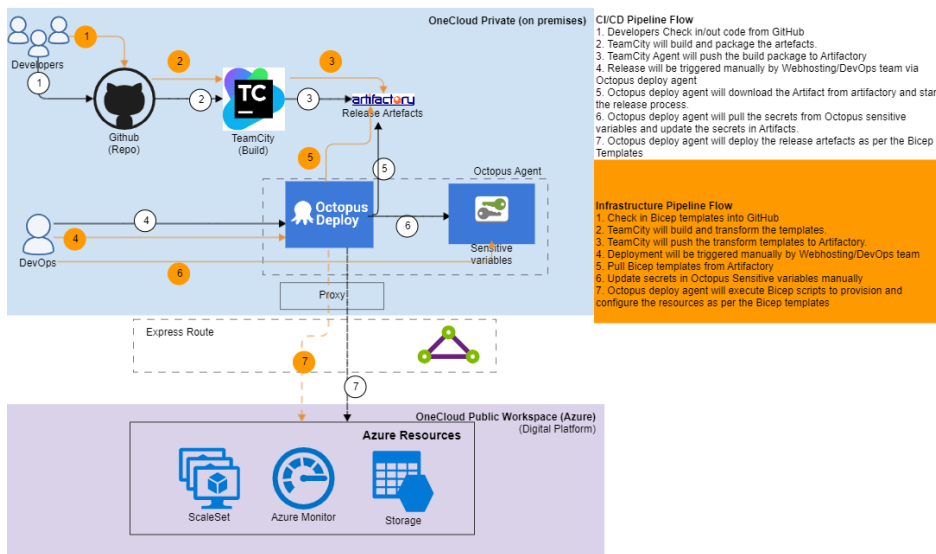 OneCloud Private (on premises)
Developers
1
1
2
2
3
3
TC
artifactory
Release Artefacts
Github
(Repo)
TeamCity
(Build)
5
5
Octopus Agent
Octopus
Deploy
4
4
DevOps
6
6
Sensitive
variables
Proxy
Express Route
7
7
OneCloud Public Workspace (Azure)
(Digital Platform)
Azure Resources
ScaleSet
Azure Monitor
Storage
CI/CD Pipeline Flow
1. Developers Check in/out code from GitHub
2. TeamCity will build and package the artefacts.
3. TeamCity Agent will push the build package to Artifactory
4. Release will be triggered manually by Webhosting/DevOps team via
Octopus deploy agent
5. Octopus deploy agent will download the Artifact from artifactory and start
the release process.
6. Octopus deploy agent will pull the secrets from Octopus sensitive
variables and update the secrets in Artifacts.
7. Octopus deploy agent will deploy the release artefacts as per the Bicep
Templates
Infrastructure Pipeline Flow
1. Check in Bicep templates into GitHub
2. TeamCity will build and transform the templates.
3. TeamCity will push the transform templates to Artifactory.
4. Deployment will be triggered manually by Webhosting/DevOps team
5. Pull Bicep templates from Artifactory
6. Update secrets in Octopus Sensitive variables manually
7. Octopus deploy agent will execute Bicep scripts to provision and
configure the resources as per the Bicep templates